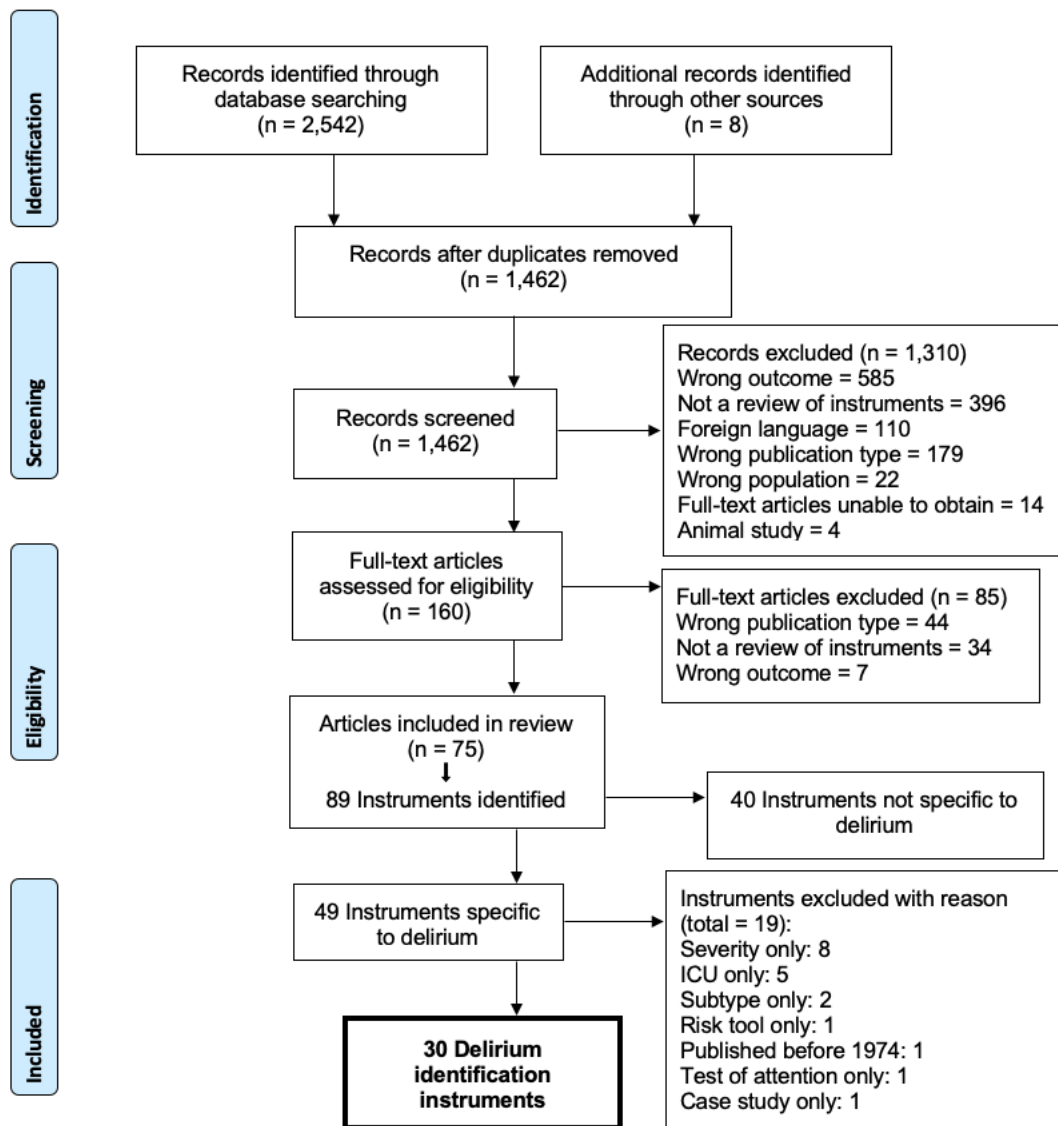 Identification
Records identified through
database searching
(n = 2,542)
Additional records identified
through other sources
(n = 8)
Records after duplicates removed
(n = 1,462)
Screening
Records screened
(n = 1,462)
Records excluded (n = 1,310)
Wrong outcome = 585
Not a review of instruments = 396
Foreign language = 110
Wrong publication type = 179
Wrong population = 22
Full-text articles unable to obtain = 14
Animal study = 4
Eligibility
Full-text articles
assessed for eligibility
(n = 160)
Full-text articles excluded (n = 85)
Wrong publication type = 44
Not a review of instruments = 34
Wrong outcome = 7
Articles included in review
(n = 75)
89 Instruments identified
40 Instruments not specific to
delirium
Included
49 Instruments specific
to delirium
Instruments excluded with reason
(total = 19):
Severity only: 8
ICU only: 5
Subtype only: 2
Risk tool only: 1
Published before 1974: 1
Test of attention only: 1
Case study only: 1
30 Delirium
identification
instruments